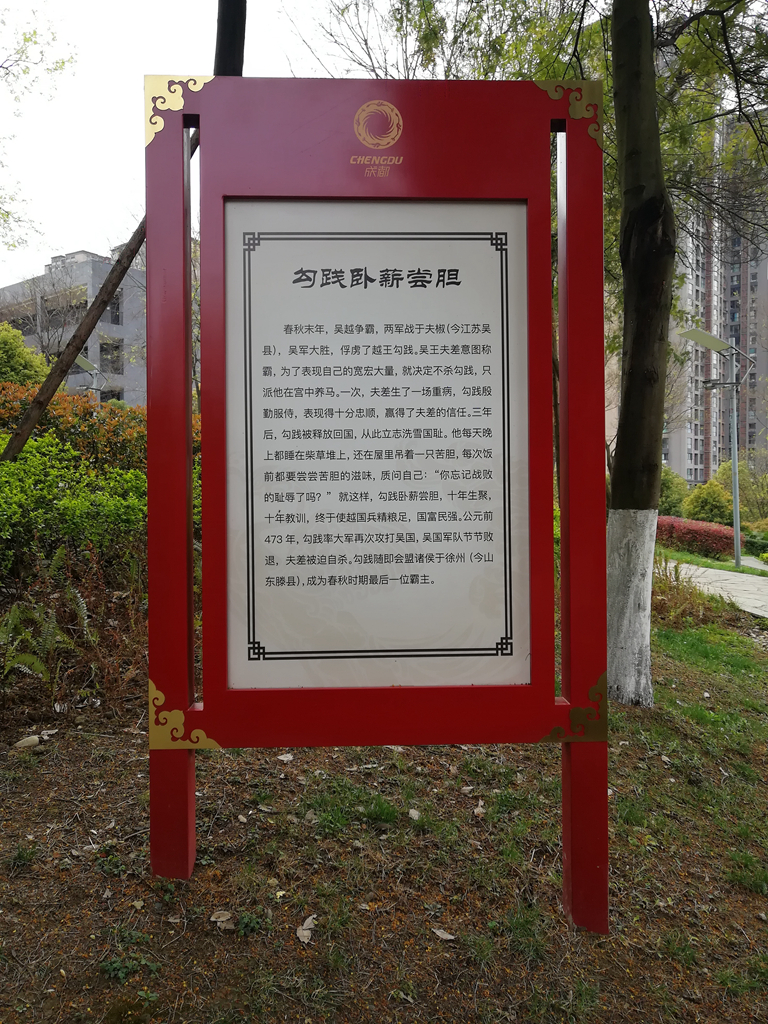 CHENGDU
成都
勾践卧薪尝胆
春秋末年，吴越争霸，两军战于夫椒(今江苏吴
县)，吴军大胜，俘虏了越王勾践。吴王夫差意图称
霸，为了表现自己的宽宏大量，就决定不杀勾践，只
派他在宫中养马。一次，夫差生了一场重病，勾践殷
勤服侍，表现得十分忠顺，赢得了夫差的信任。三年
后，勾践被释放回国，从此立志洗雪国耻。他每天晚
上都睡在柴草堆上，还在屋里吊着一只苦胆，每次饭
前都要尝尝苦胆的滋味，质问自己：“你忘记战败
的耻辱了吗？”就这样，勾践卧薪尝胆，十年生聚，
十年教训，终于使越国兵精粮足，国富民强。公元前
473年，勾践率大军再次攻打吴国，吴国军队节节败
退，夫差被迫自杀。勾践随即会盟诸侯于徐州（今山
东滕县），成为春秋时期最后一位霸主。